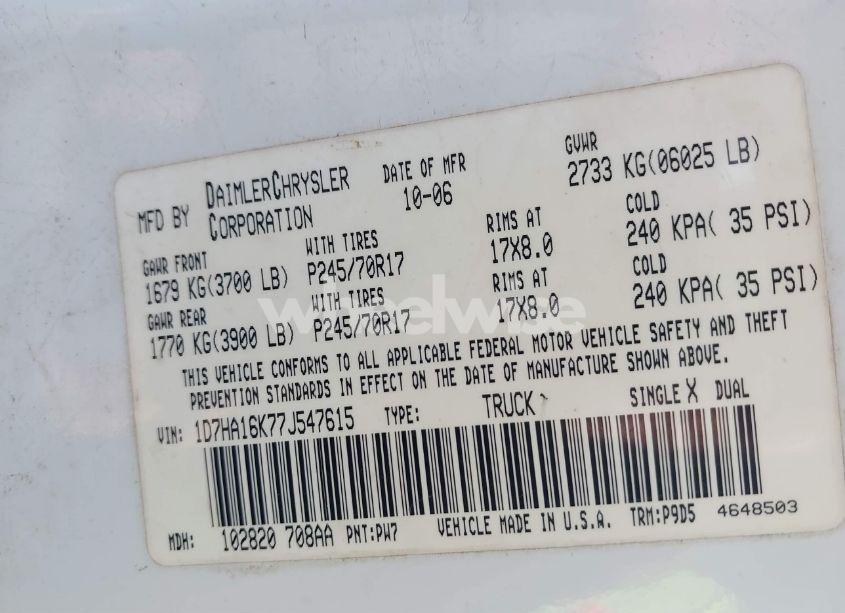 MFD BY DAIMLERCHRYSLER CORPORATION DATE OF MFR 10-06 GVWR 2733 KG(06025 LB)
GAWR FRONT WITH TIRES RIMS AT COLD
1679 KG(3700 LB) P245/70R17 17X8.0 240 KPA( 35 PSI)
GAWR REAR WITH TIRES RIMS AT COLD
1770 KG(3900 LB) P245/70R17 17X8.0 240 KPA( 35 PSI)
THIS VEHICLE CONFORMS TO ALL APPLICABLE FEDERAL MOTOR VEHICLE SAFETY AND THEFT
PREVENTION STANDARDS IN EFFECT ON THE DATE OF MANUFACTURE SHOWN ABOVE.
VIN: 1D7HA16K77J547615 TYPE: TRUCK SINGLE X DUAL
MDH: 102820 708AA PNT:PW7 VEHICLE MADE IN U.S.A. TRM:P9D5 4648503
wheelwise